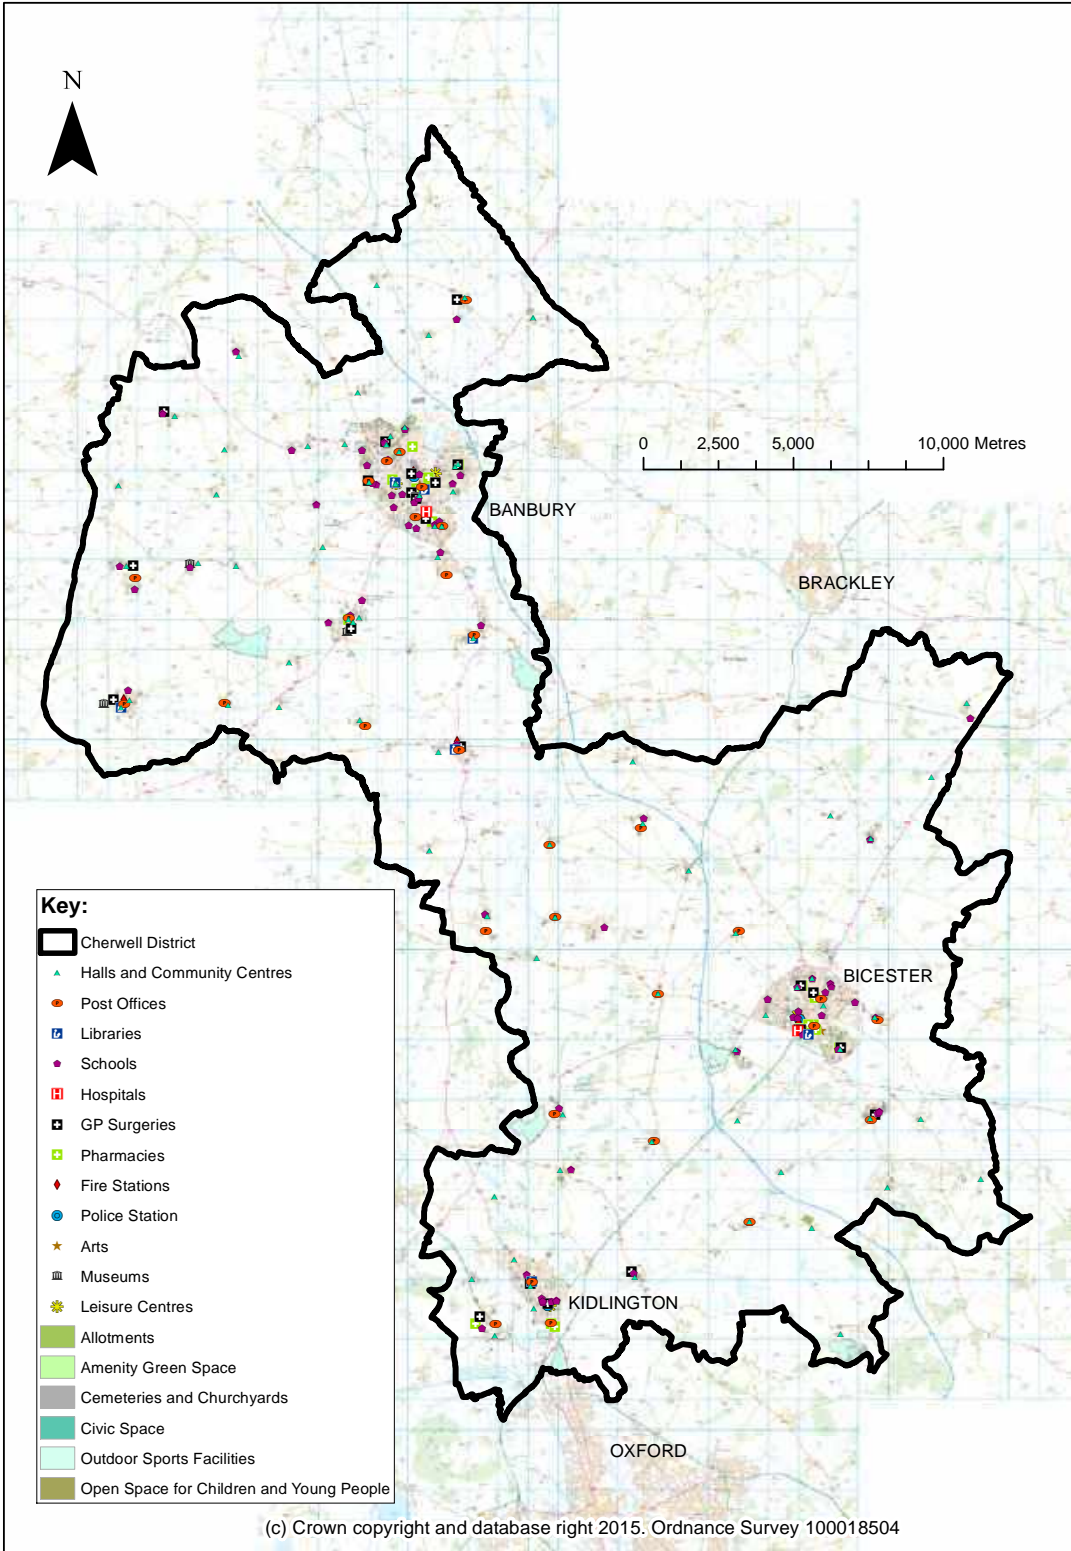 N
0 2,500 5,000 10,000 Metres
BANBURY
BRACKLEY
BICESTER
KIDLINGTON
OXFORD
Key:
Cherwell District
Halls and Community Centres
Post Offices
Libraries
Schools
Hospitals
GP Surgeries
Pharmacies
Fire Stations
Police Station
Arts
Museums
Leisure Centres
Allotments
Amenity Green Space
Cemeteries and Churchyards
Civic Space
Outdoor Sports Facilities
Open Space for Children and Young People
(c) Crown copyright and database right 2015. Ordnance Survey 100018504